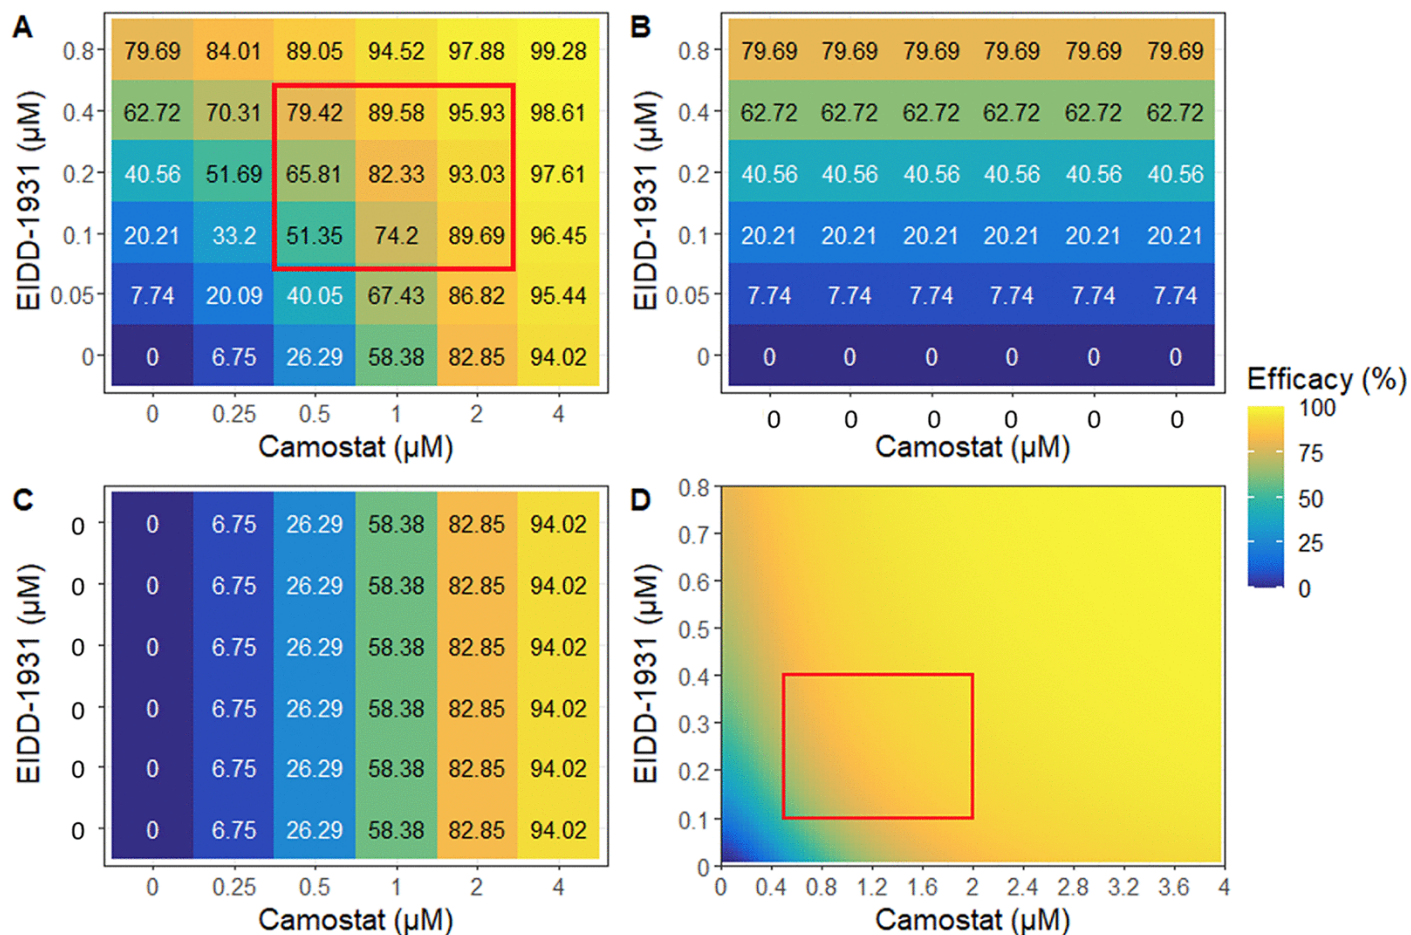 A
B
EIDD-1931 (µM)
0.8 79.69 84.01 89.05 94.52 97.88 99.28
0.4 62.72 70.31 79.42 89.58 95.93 98.61
0.2 40.56 51.69 65.81 82.33 93.03 97.61
0.1 20.21 33.2 51.35 74.2 89.69 96.45
0.05 7.74 20.09 40.05 67.43 86.82 95.44
0 0 6.75 26.29 58.38 82.85 94.02
0 0.25 0.5 1 2 4
Camostat (µM)
EIDD-1931 (µM)
0.8 79.69 79.69 79.69 79.69 79.69 79.69
0.4 62.72 62.72 62.72 62.72 62.72 62.72
0.2 40.56 40.56 40.56 40.56 40.56 40.56
0.1 20.21 20.21 20.21 20.21 20.21 20.21
0.05 7.74 7.74 7.74 7.74 7.74 7.74
0 0 0 0 0 0 0
0 0 0 0 0 0
Camostat (µM)
Efficacy (%)
100
75
50
25
0
C
D
EIDD-1931 (µM)
0 0 6.75 26.29 58.38 82.85 94.02
0 0 6.75 26.29 58.38 82.85 94.02
0 0 6.75 26.29 58.38 82.85 94.02
0 0 6.75 26.29 58.38 82.85 94.02
0 0 6.75 26.29 58.38 82.85 94.02
0 0 6.75 26.29 58.38 82.85 94.02
0 0.25 0.5 1 2 4
Camostat (µM)
EIDD-1931 (µM)
0.8
0.7
0.6
0.5
0.4
0.3
0.2
0.1
0
0 0.4 0.8 1.2 1.6 2 2.4 2.8 3.2 3.6 4
Camostat (µM)